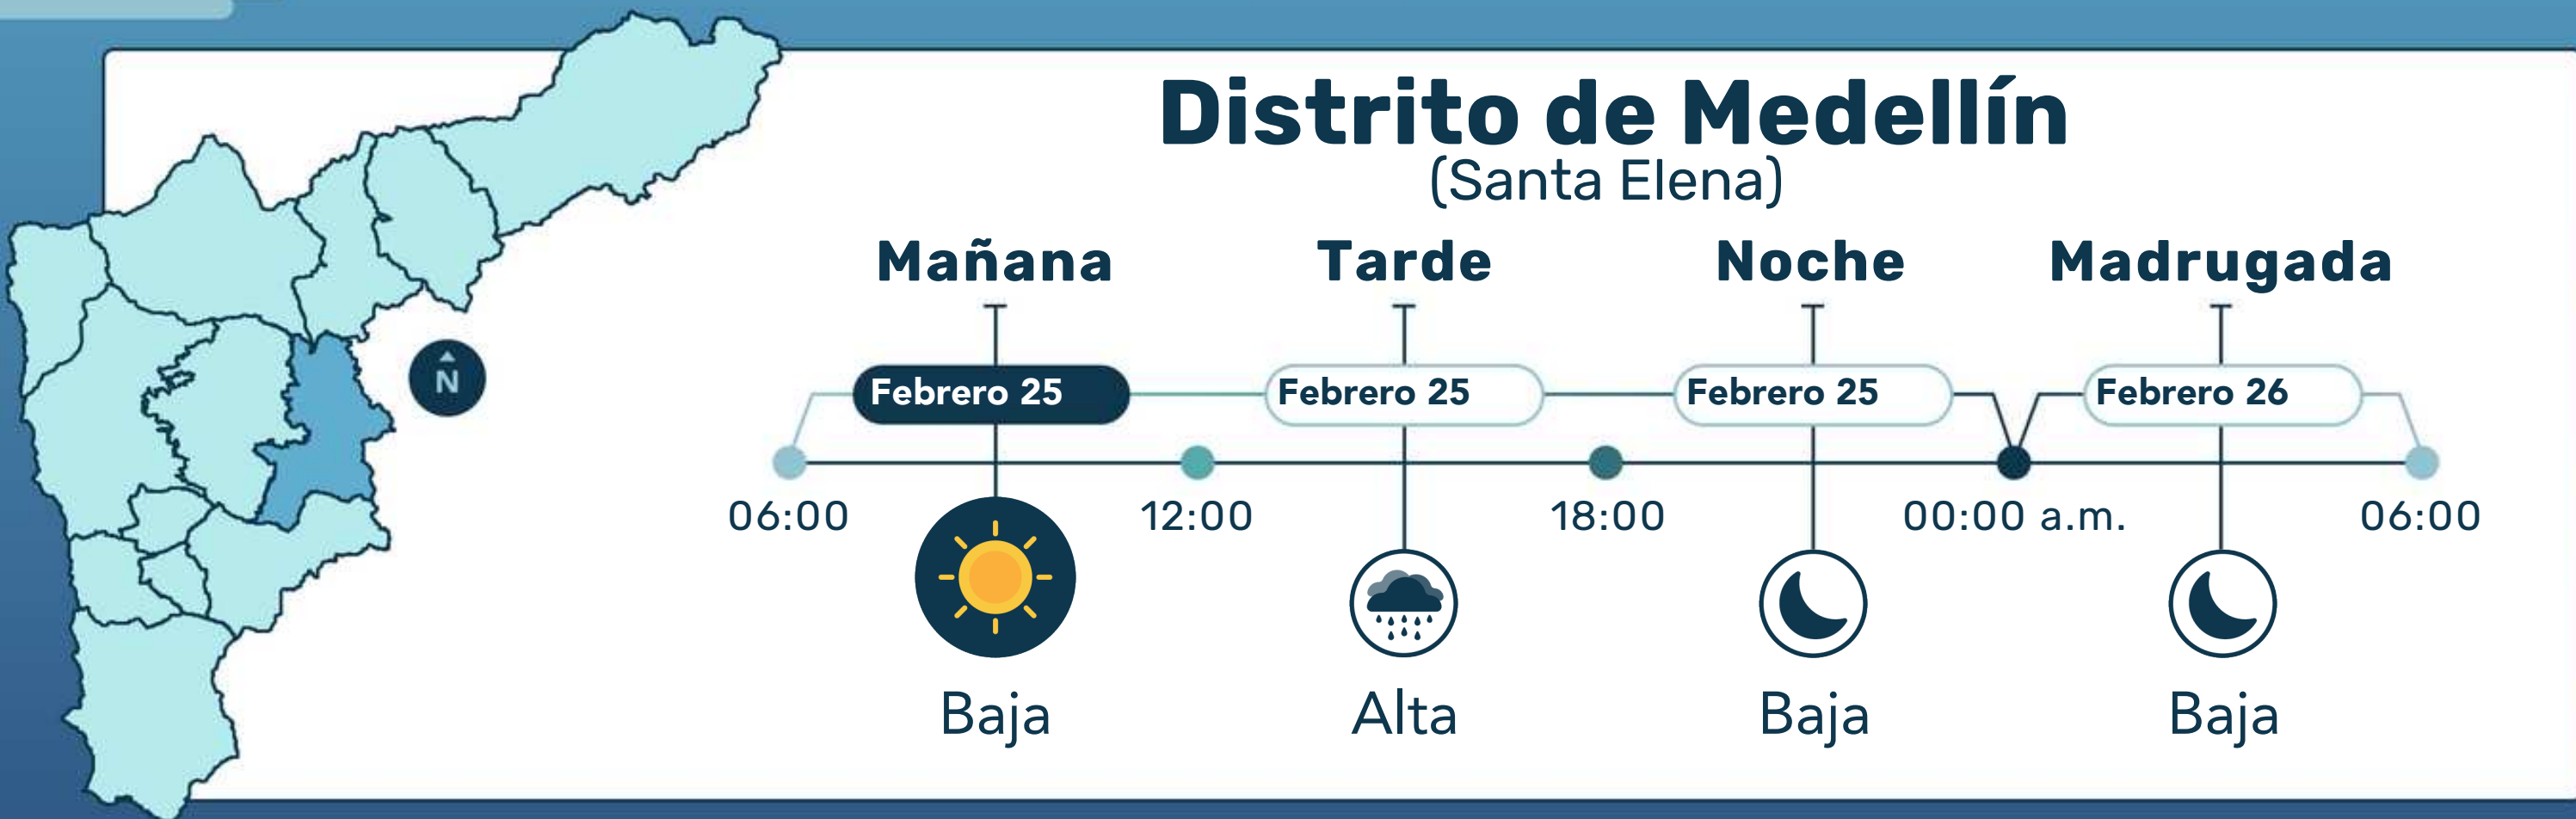 Distrito de Medellín
(Santa Elena)
Mañana Tarde Noche Madrugada
Febrero 25 Febrero 25 Febrero 25 Febrero 26
N
06:00 12:00 18:00 00:00 a.m. 06:00
Baja Alta Baja Baja